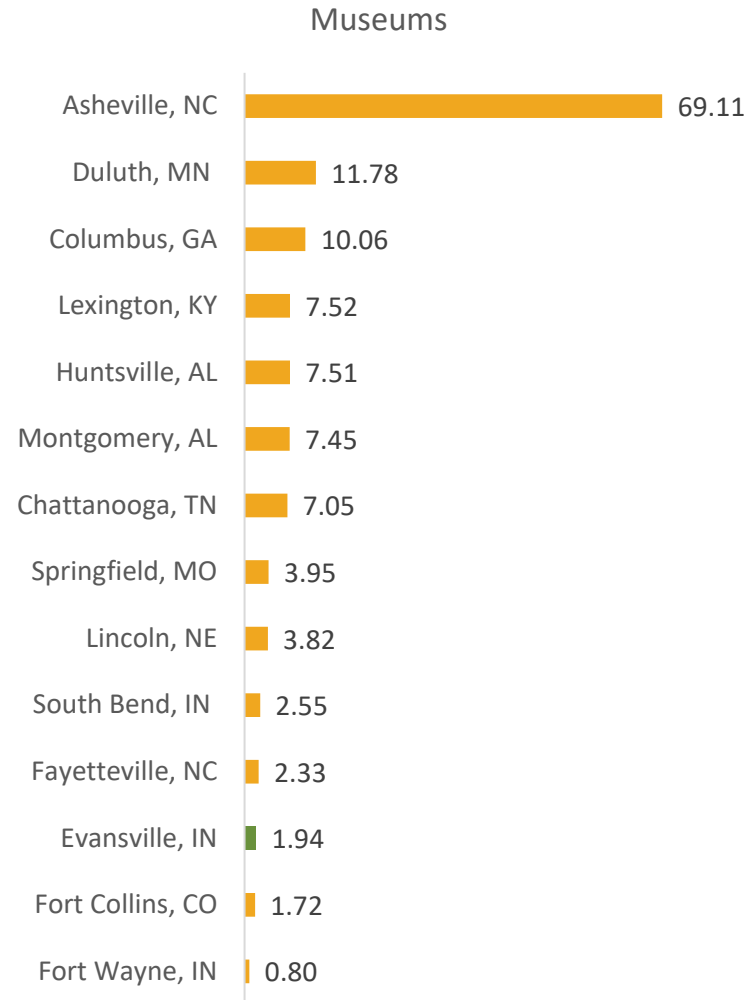 Museums
Asheville, NC 69.11
Duluth, MN 11.78
Columbus, GA 10.06
Lexington, KY 7.52
Huntsville, AL 7.51
Montgomery, AL 7.45
Chattanooga, TN 7.05
Springfield, MO 3.95
Lincoln, NE 3.82
South Bend, IN 2.55
Fayetteville, NC 2.33
Evansville, IN 1.94
Fort Collins, CO 1.72
Fort Wayne, IN 0.80